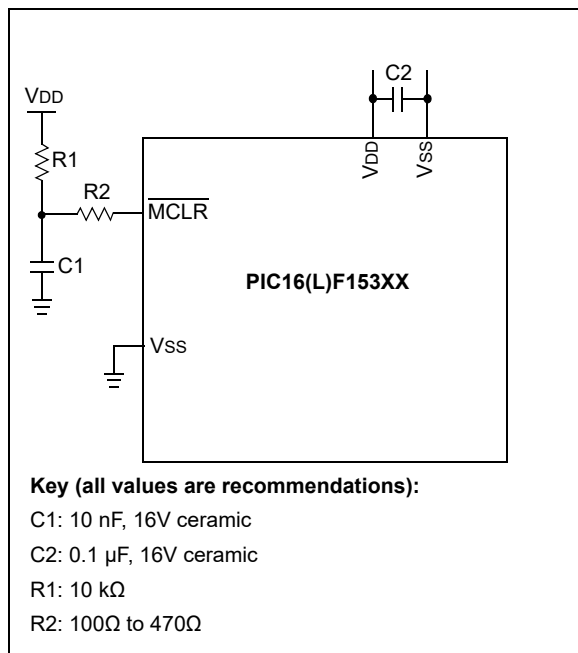 C2
VDD
R1
R2
VDD
VSS
MCLR
C1
PIC16(L)F153XX
VSS
Key (all values are recommendations):
C1: 10 nF, 16V ceramic
C2: 0.1 µF, 16V ceramic
R1: 10 kΩ
R2: 100Ω to 470Ω